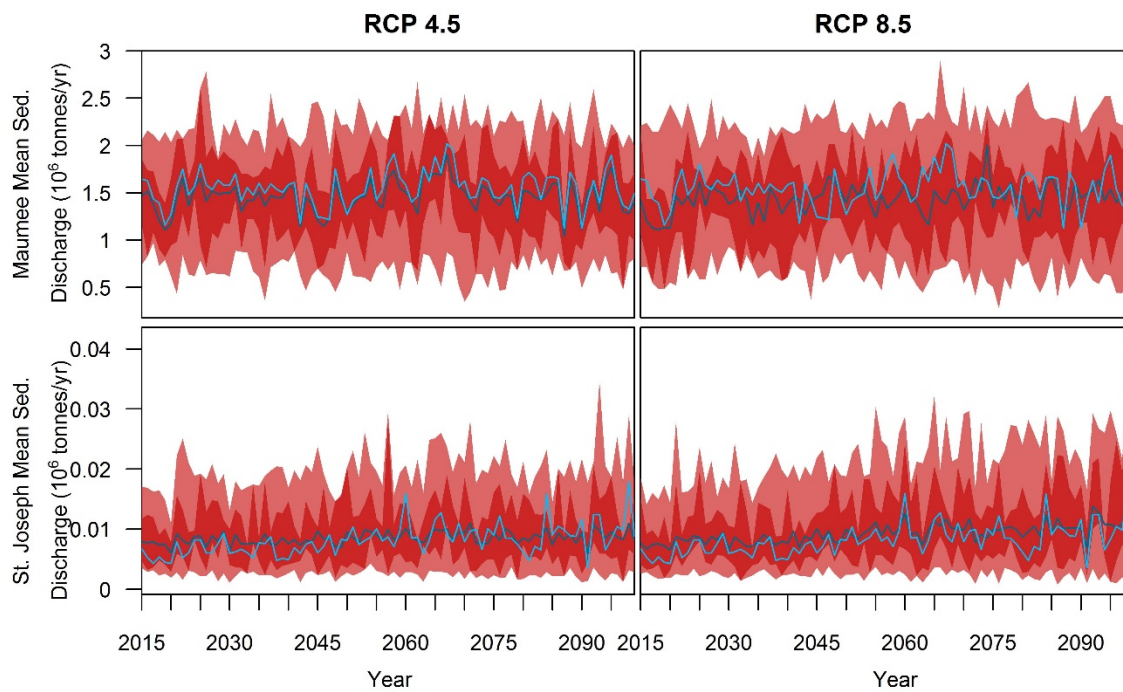 RCP 4.5
RCP 8.5
Maumee Mean Sed.
Discharge (10⁶ tonnes/yr)
3
2.5
2
1.5
1
0.5
St. Joseph Mean Sed.
Discharge (10⁶ tonnes/yr)
0.04
0.03
0.02
0.01
0
2015 2030 2045 2060 2075 2090 2015 2030 2045 2060 2075 2090
Year Year